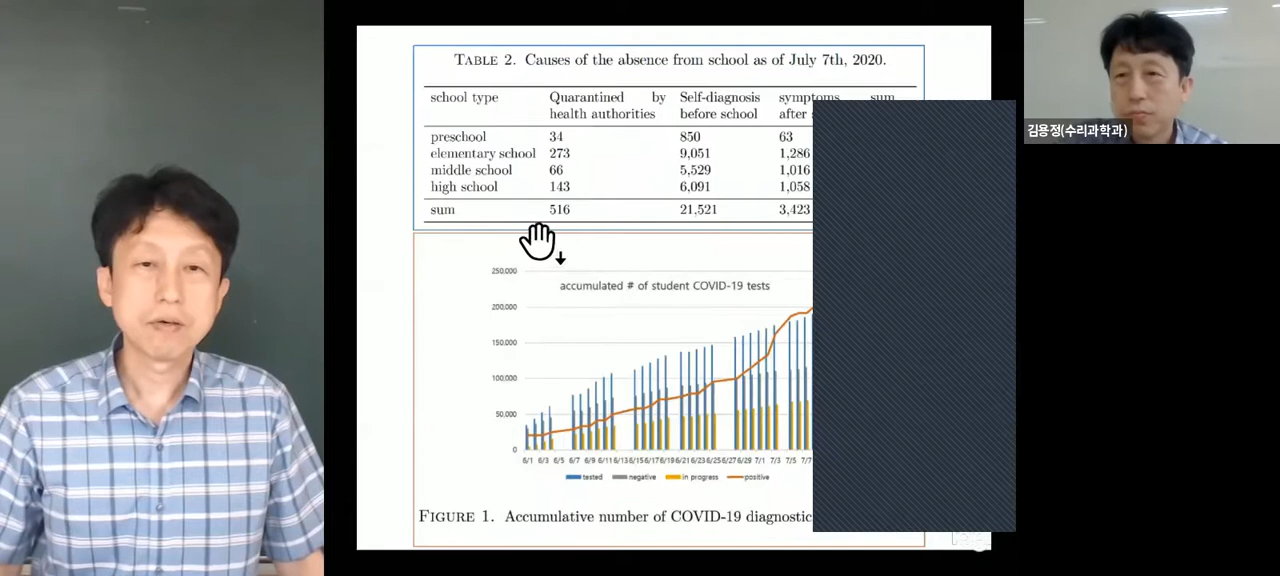 TABLE 2. Causes of the absence from school as of July 7th, 2020.
school type Quarantined by Self-diagnosis symptoms sum
health authorities before school after
preschool 34 850 63
elementary school 273 9,051 1,286
middle school 66 5,529 1,016
high school 143 6,091 1,058
sum 516 21,521 3,423
김용정(수리과학과)
accumulated # of student COVID-19 tests
250,000
200,000
150,000
100,000
50,000
0
6/1 6/3 6/5 6/7 6/9 6/11 6/13 6/15 6/17 6/19 6/21 6/23 6/25 6/27 6/29 7/1 7/3 7/5 7/7
tested negative in progress positive
FIGURE 1. Accumulative number of COVID-19 diagnostic